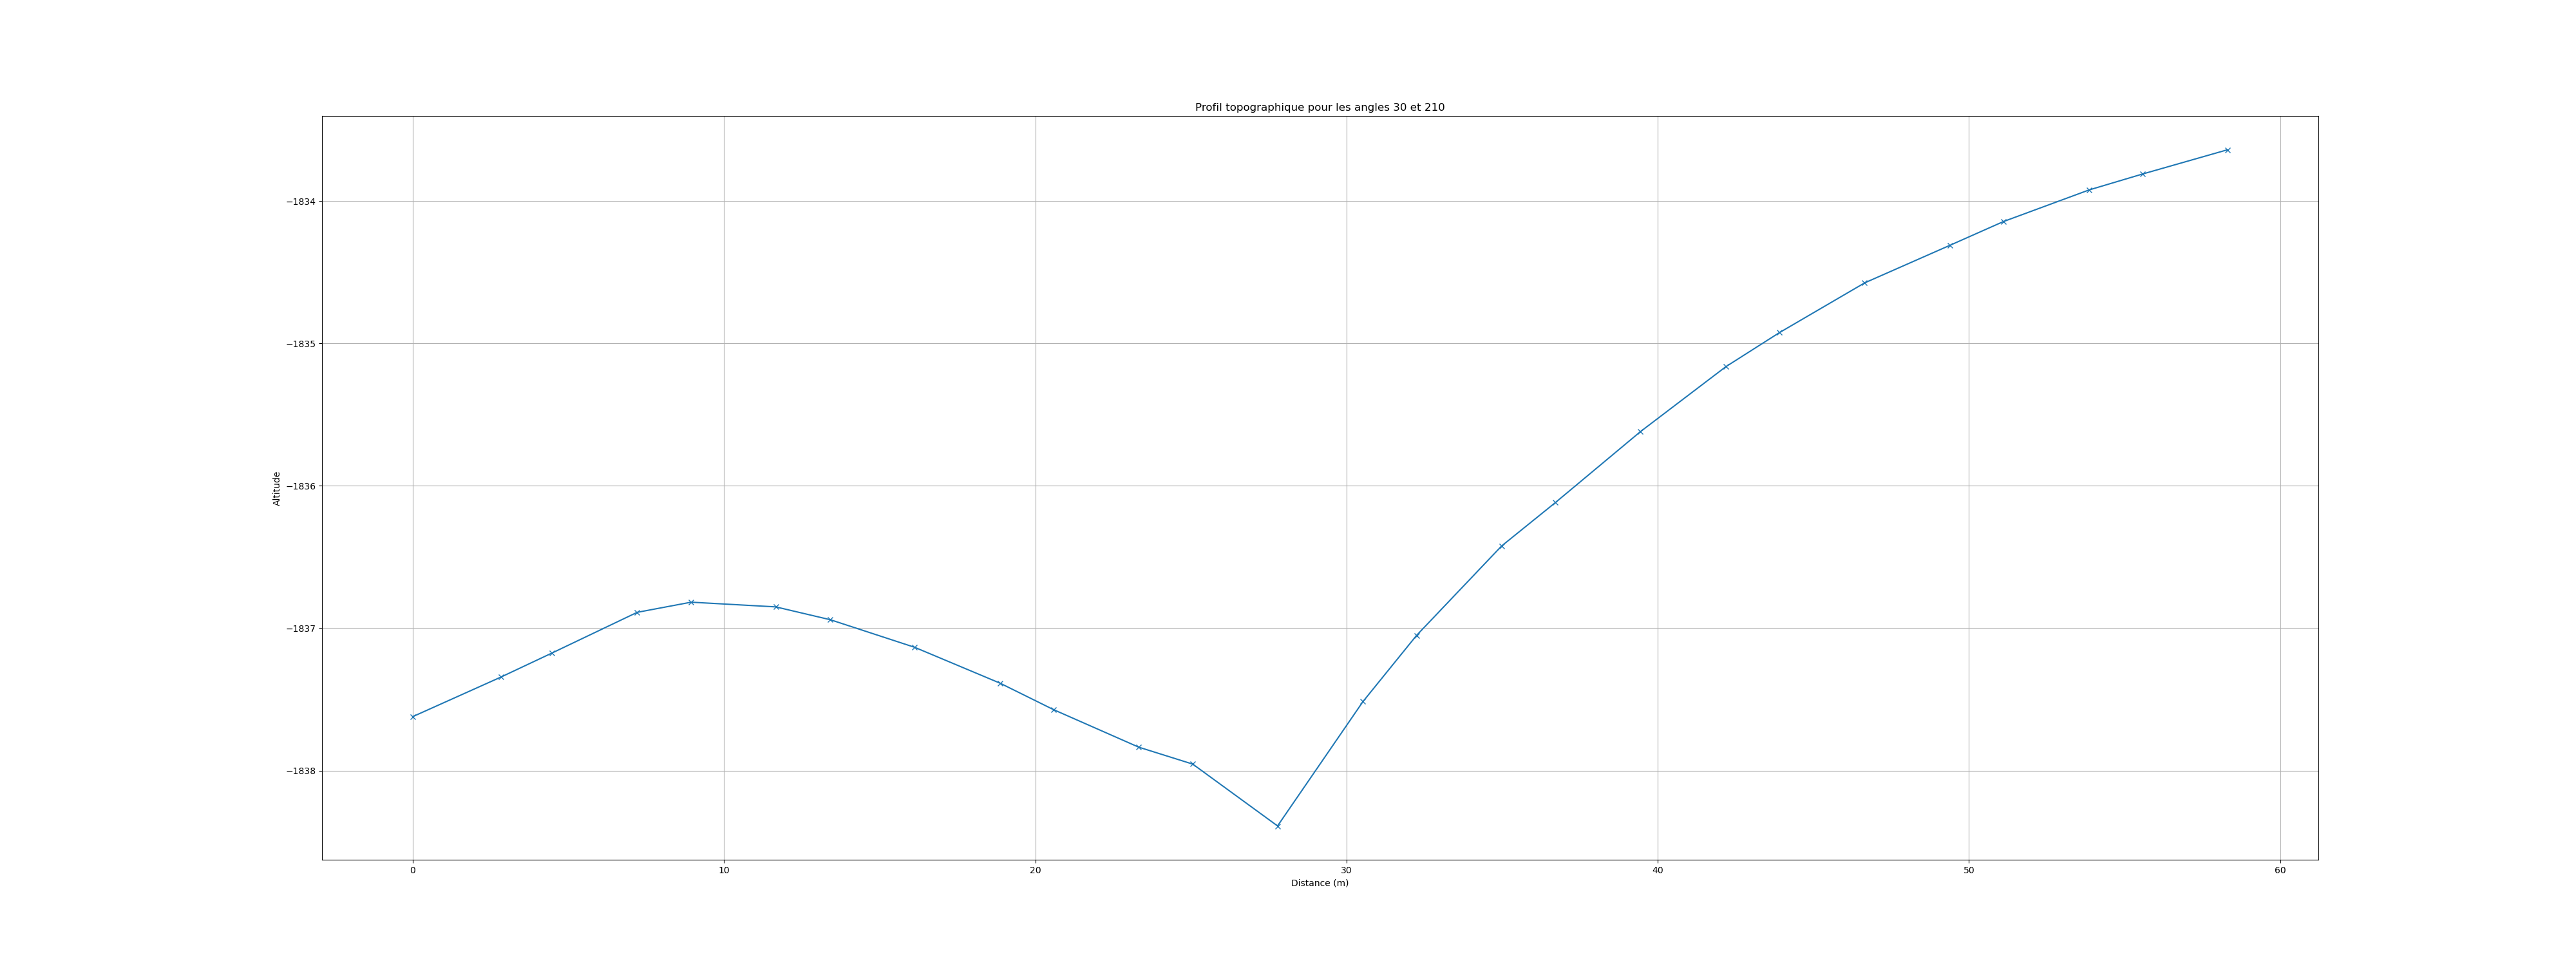 Profil topographique pour les angles 30 et 210
−1834
−1835
−1836
−1837
−1838
Altitude
0 10 20 30 40 50 60
Distance (m)